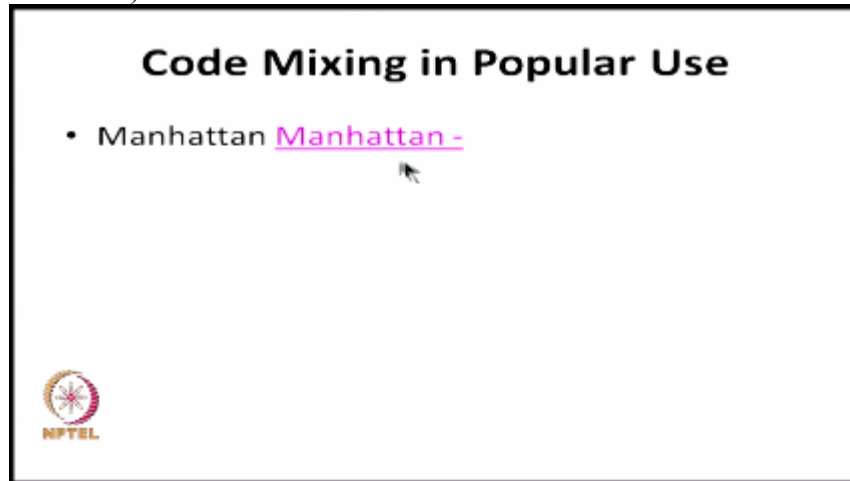 Code Mixing in Popular Use
• Manhattan Manhattan -
NPTEL